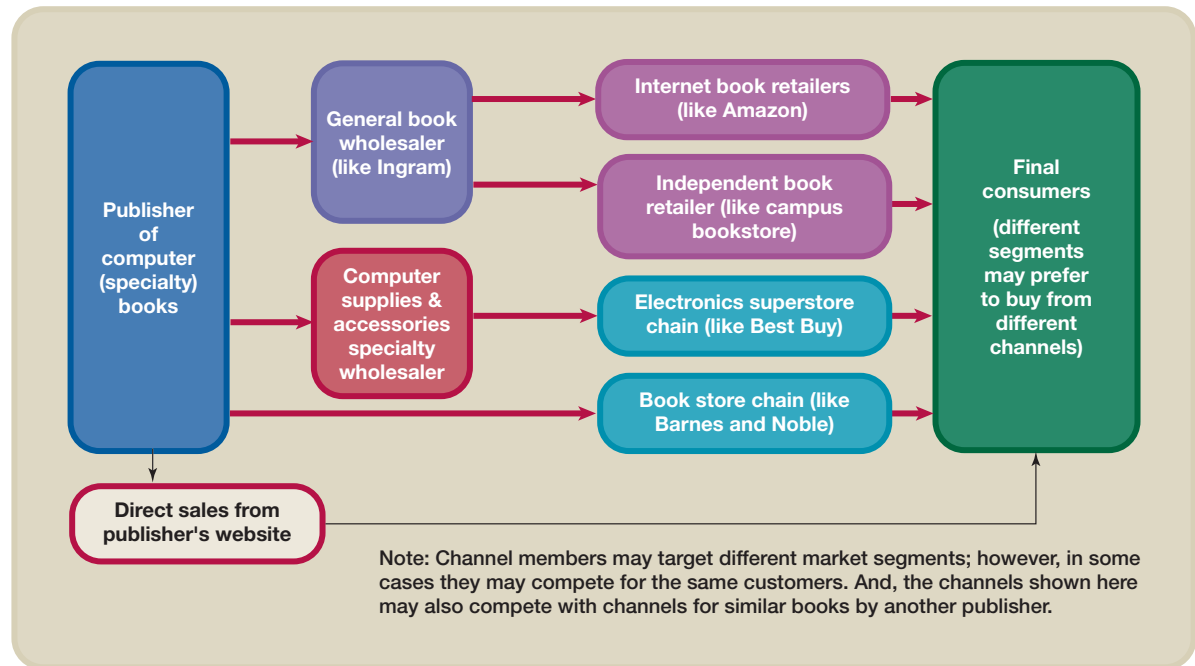 Publisher
of
computer
(specialty)
books
General book
wholesaler
(like Ingram)
Computer
supplies &
accessories
specialty
wholesaler
Internet book retailers
(like Amazon)
Independent book
retailer (like campus
bookstore)
Electronics superstore
chain (like Best Buy)
Book store chain (like
Barnes and Noble)
Final
consumers
(different
segments
may prefer
to buy from
different
channels)
Direct sales from
publisher's website
Note: Channel members may target different market segments; however, in some
cases they may compete for the same customers. And, the channels shown here
may also compete with channels for similar books by another publisher.